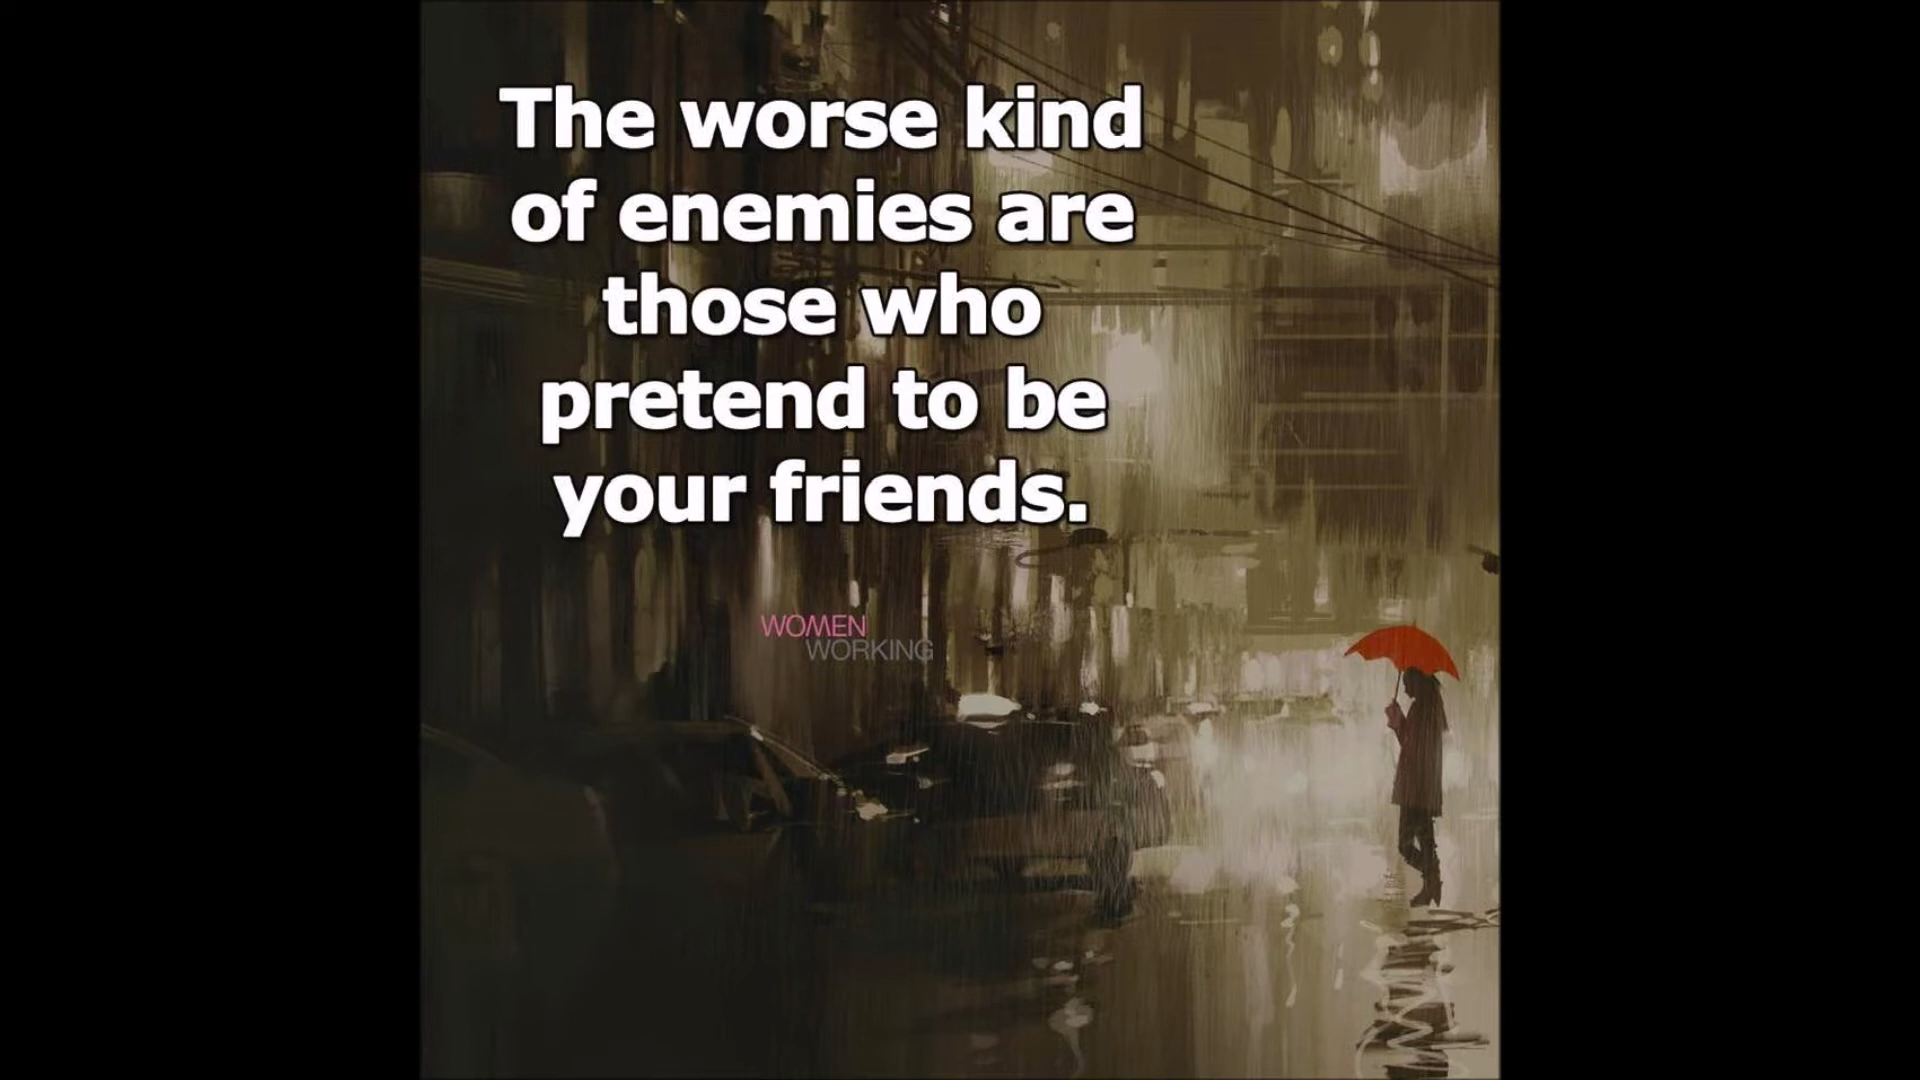 The worse kind
of enemies are
those who
pretend to be
your friends.
WOMEN
WORKING